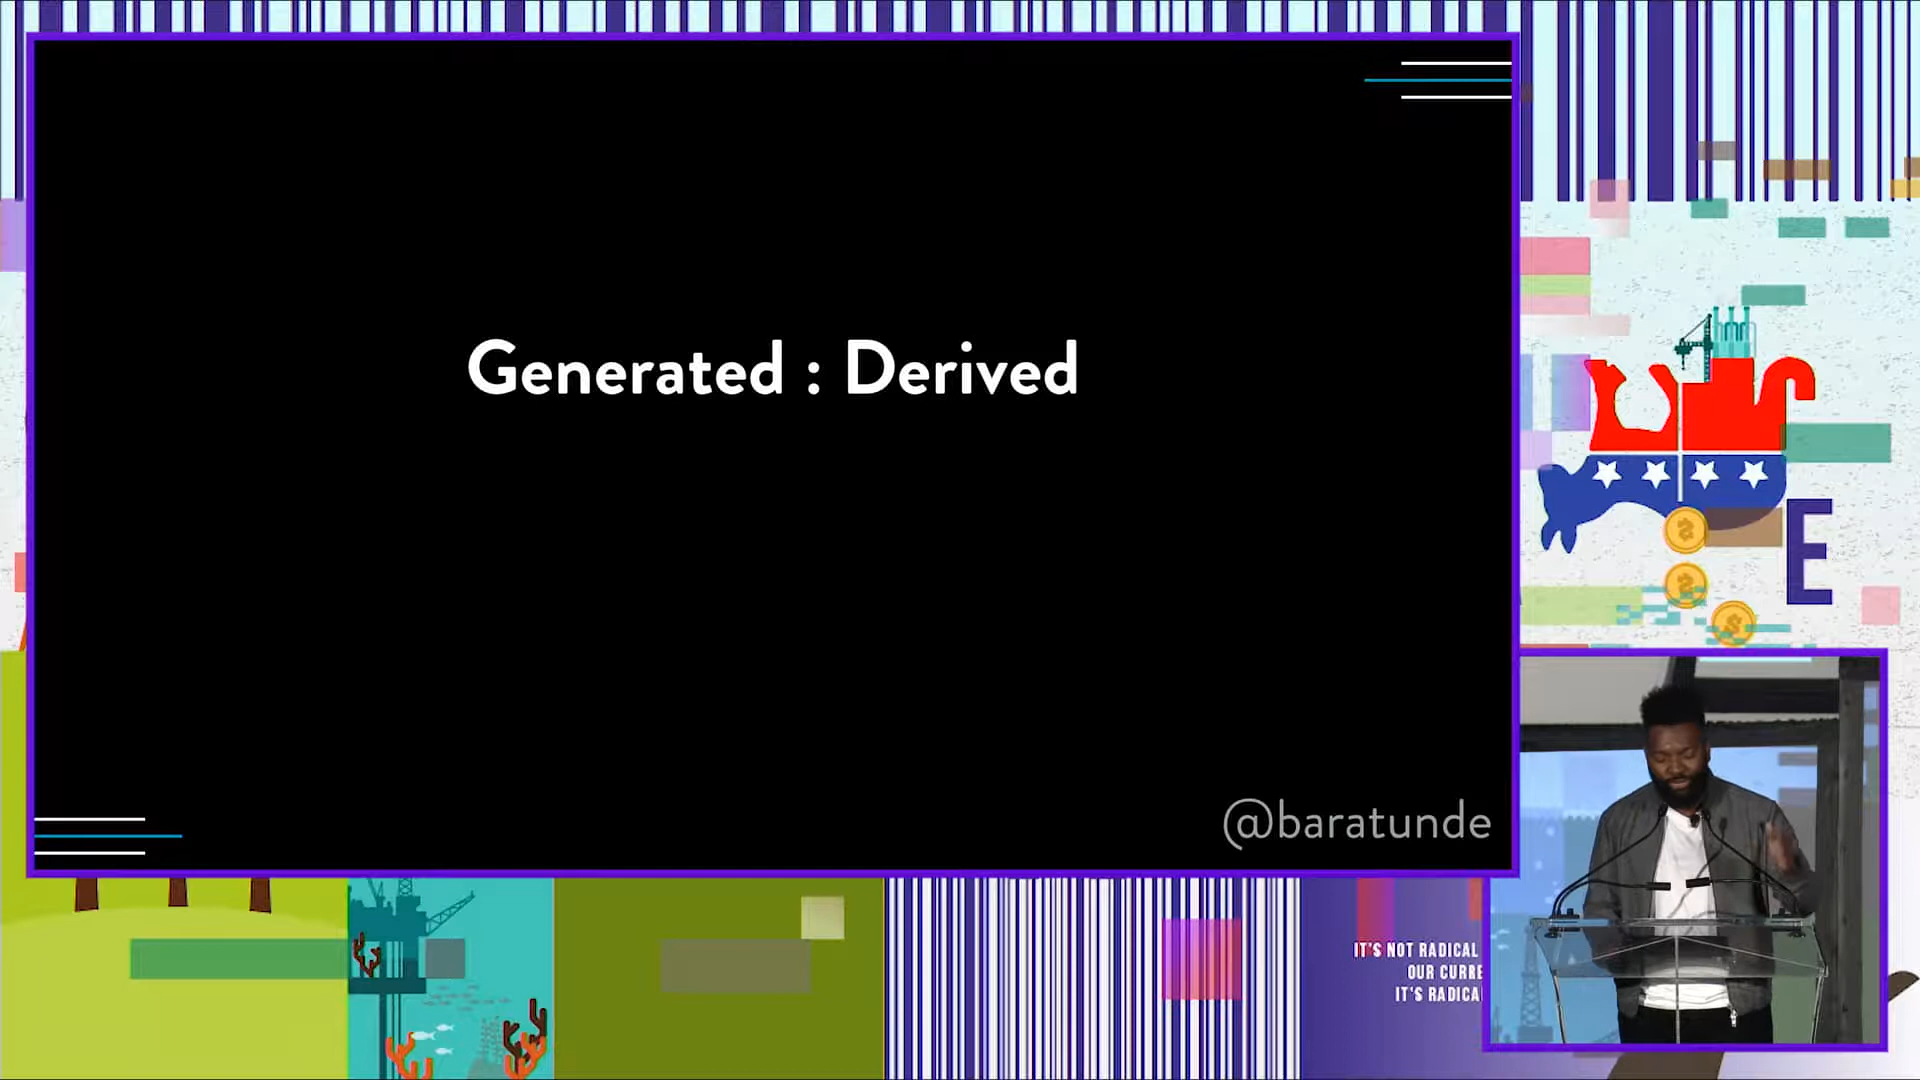 Generated : Derived
@baratunde
E
IT'S NOT RADICAL
OUR CURRE
IT'S RADICA